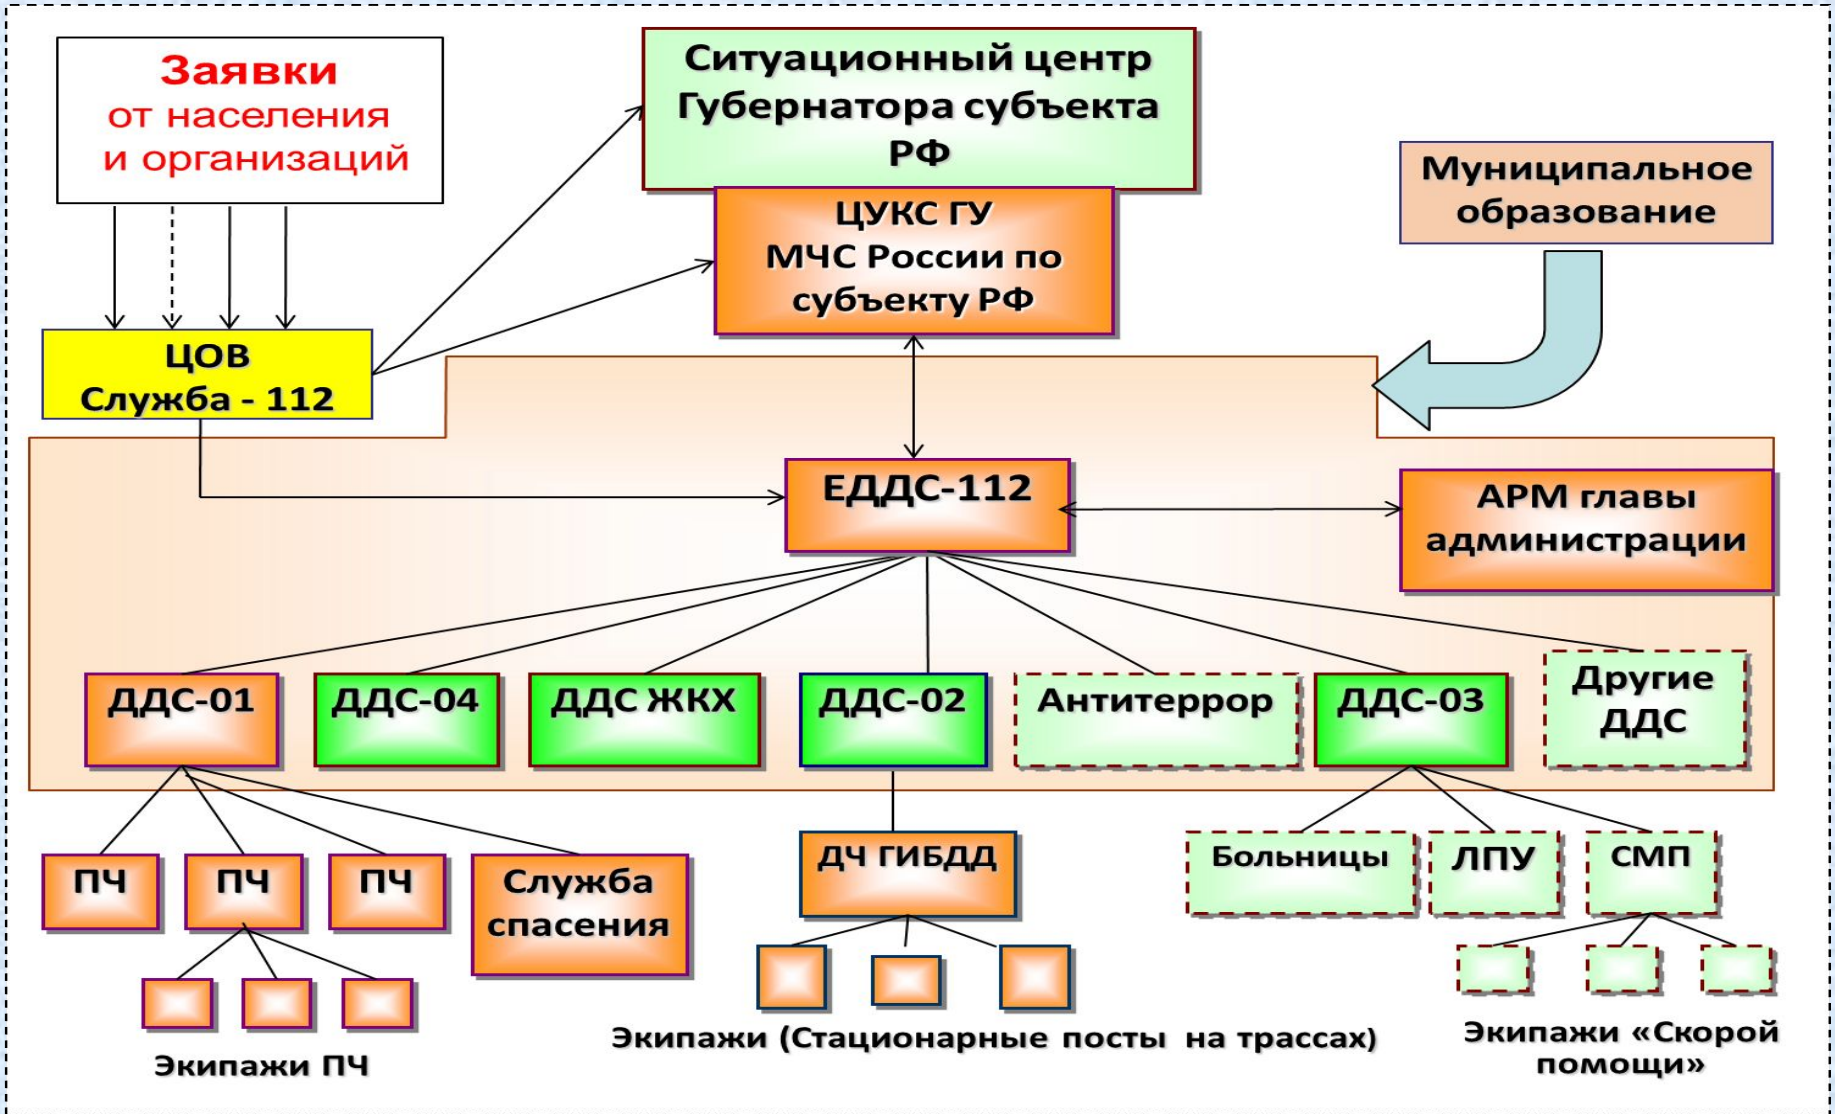 Заявки
от населения
и организаций
Ситуационный центр
Губернатора субъекта
РФ
ЦУКС ГУ
МЧС России по
субъекту РФ
Муниципальное
образование
ЦОВ
Служба - 112
ЕДДС-112
АРМ главы
администрации
ДДС-01
ДДС-04
ДДС ЖКХ
ДДС-02
Антитеррор
ДДС-03
Другие
ДДС
ПЧ
ПЧ
ПЧ
Служба
спасения
ДЧ ГИБДД
Больницы
ЛПУ
СМП
Экипажи ПЧ
Экипажи (Стационарные посты на трассах)
Экипажи «Скорой
помощи»